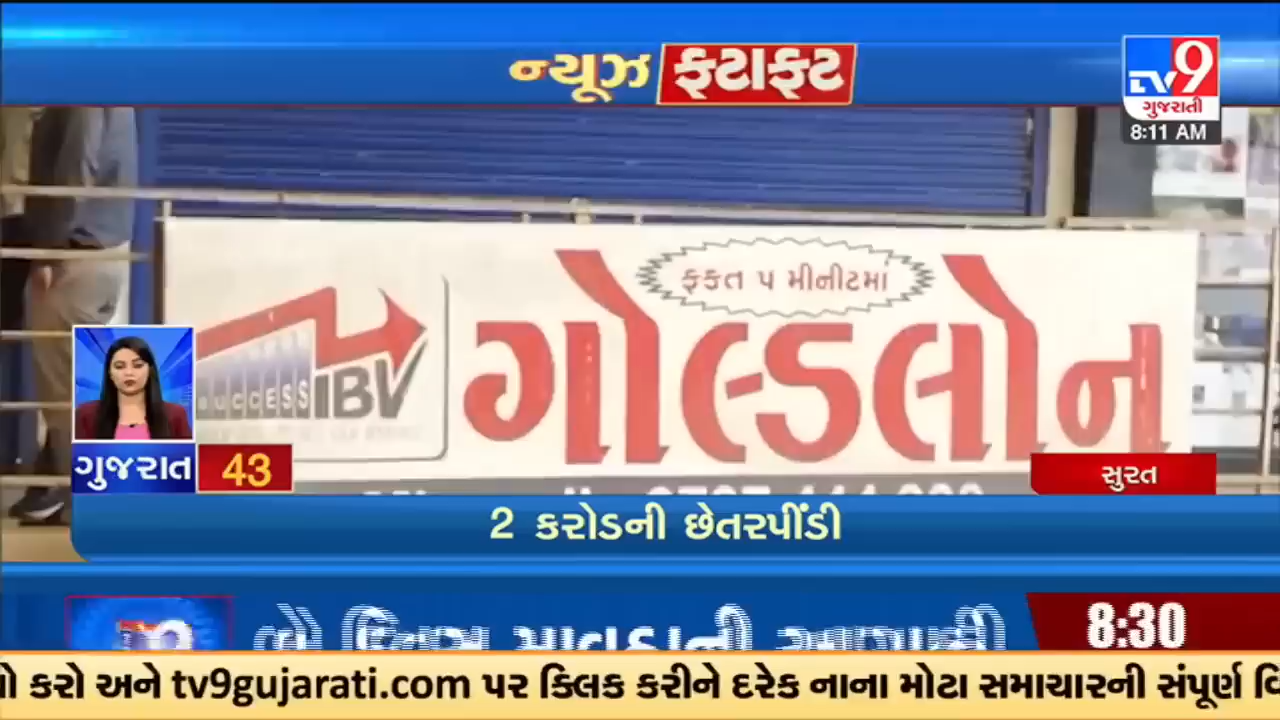 ન્યૂઝ ફટાફટ
TV9
ગુજરાતી
8:11 AM
ફકત ૫ મીનીટમાં
ગોલ્ડલોન
SUCCESS IBV
ગુજરાત 43
સુરત
2 કરોડની છેતરપીંડી
8:30
કરો અને tv9gujarati.com પર ક્લિક કરીને દરેક નાના મોટા સમાચારની સંપૂર્ણ